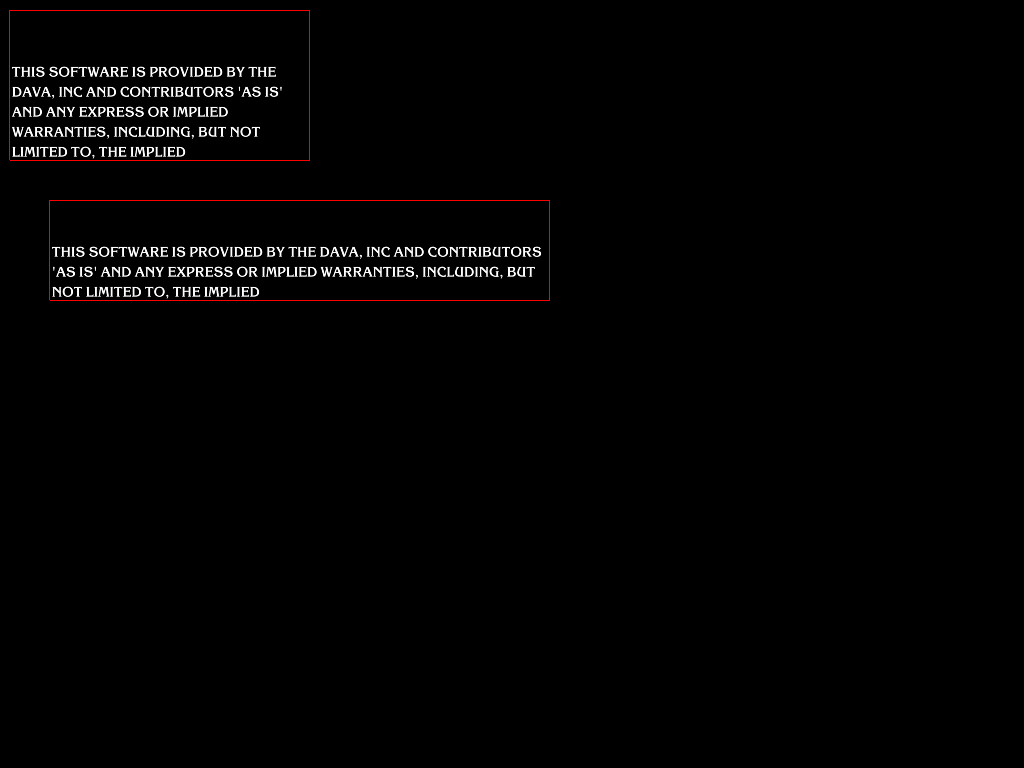 THIS SOFTWARE IS PROVIDED BY THE
DAVA, INC AND CONTRIBUTORS 'AS IS'
AND ANY EXPRESS OR IMPLIED
WARRANTIES, INCLUDING, BUT NOT
LIMITED TO, THE IMPLIED
THIS SOFTWARE IS PROVIDED BY THE DAVA, INC AND CONTRIBUTORS
'AS IS' AND ANY EXPRESS OR IMPLIED WARRANTIES, INCLUDING, BUT
NOT LIMITED TO, THE IMPLIED